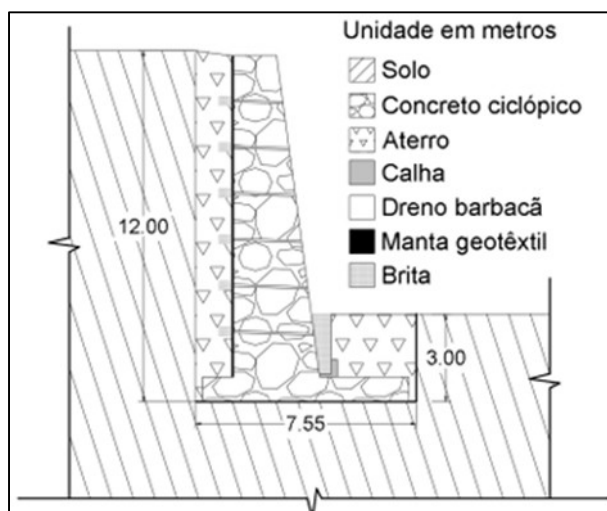 Unidade em metros
Solo
Concreto ciclópico
Aterro
Calha
Dreno barbacã
Manta geotêxtil
Brita
12.00
3.00
7.55